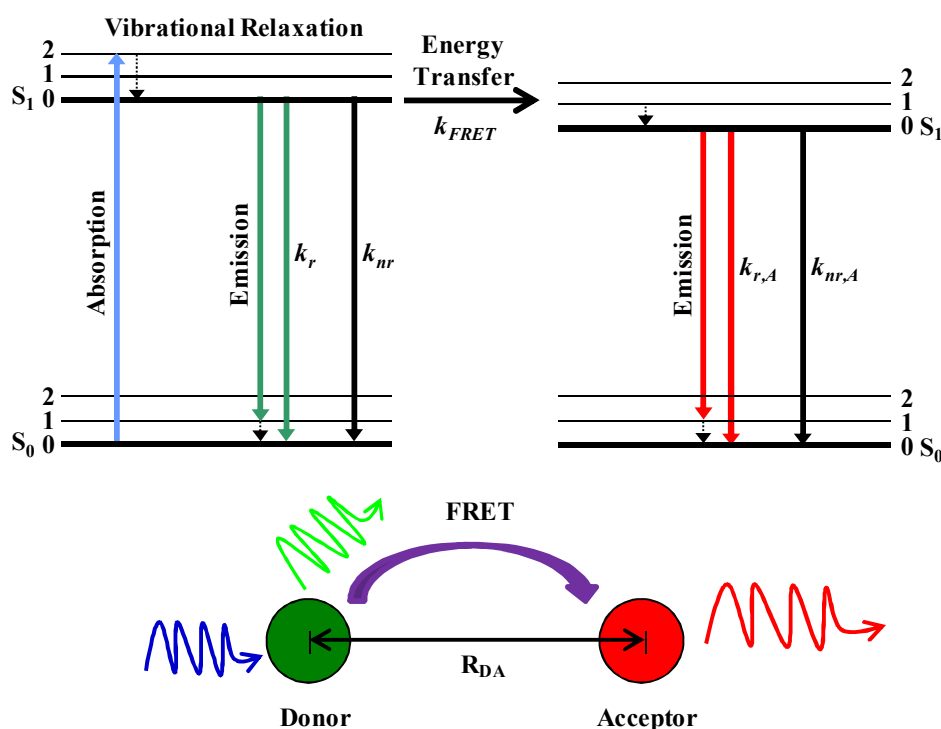 Vibrational Relaxation
2
1
S₁ 0
Energy
Transfer
k_FRET
2
1
0 S₁
Absorption
Emission
k_r
k_nr
Emission
k_r,A
k_nr,A
2
1
S₀ 0
2
1
0 S₀
FRET
R_DA
Donor
Acceptor